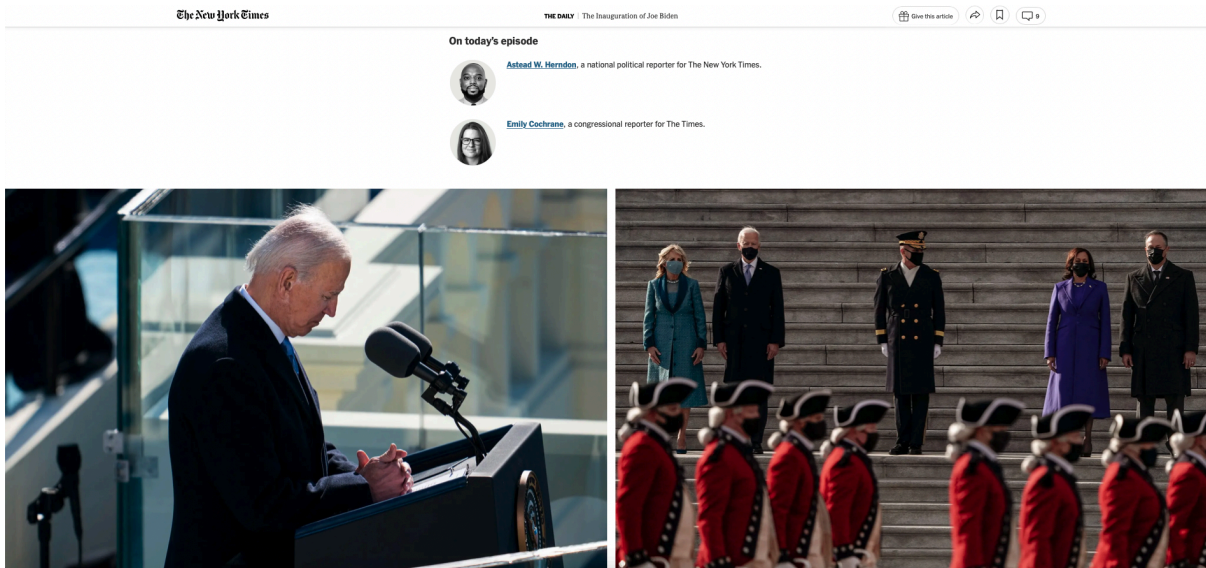 The New York Times
THE DAILY | The Inauguration of Joe Biden
Give this article
9
On today's episode
Astead W. Herndon, a national political reporter for The New York Times.
Emily Cochrane, a congressional reporter for The Times.